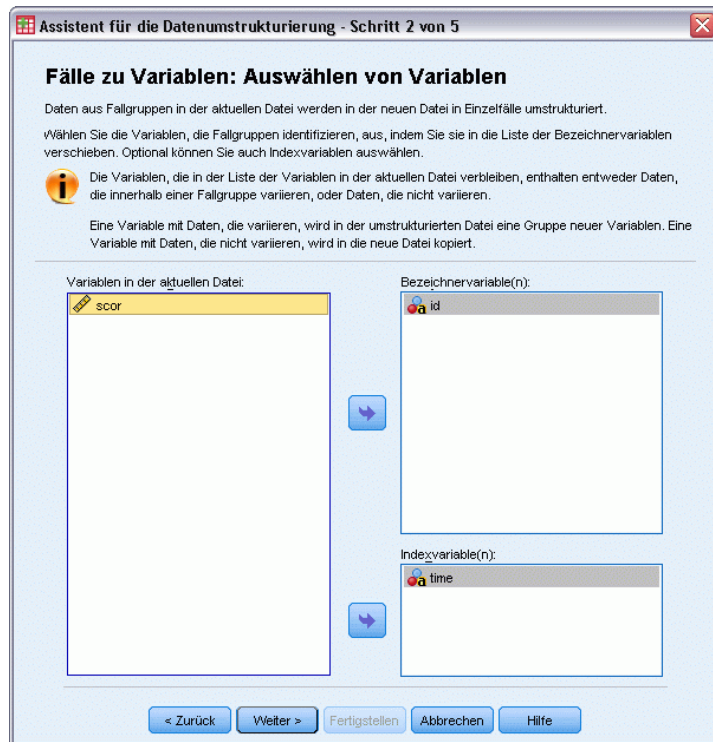 Assistent für die Datenumstrukturierung - Schritt 2 von 5
Fälle zu Variablen: Auswählen von Variablen
Daten aus Fallgruppen in der aktuellen Datei werden in der neuen Datei in Einzelfälle umstrukturiert.
Wählen Sie die Variablen, die Fallgruppen identifizieren, aus, indem Sie sie in die Liste der Bezeichnervariablen
verschieben. Optional können Sie auch Indexvariablen auswählen.
Die Variablen, die in der Liste der Variablen in der aktuellen Datei verbleiben, enthalten entweder Daten,
die innerhalb einer Fallgruppe variieren, oder Daten, die nicht variieren.
Eine Variable mit Daten, die variieren, wird in der umstrukturierten Datei eine Gruppe neuer Variablen. Eine
Variable mit Daten, die nicht variieren, wird in die neue Datei kopiert.
Variablen in der aktuellen Datei:
scor
Bezeichnervariable(n):
a id
Indexvariable(n):
a time
< Zurück
Weiter >
Fertigstellen
Abbrechen
Hilfe